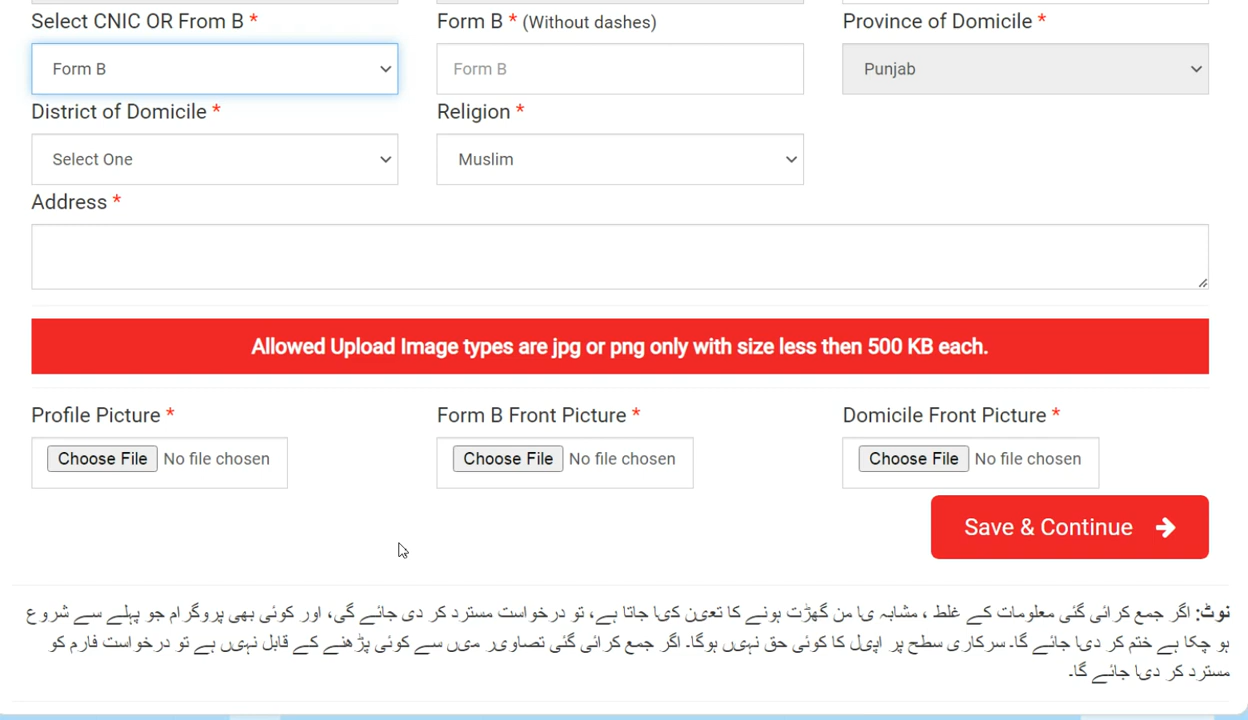 Select CNIC OR From B *
Form B * (Without dashes)
Province of Domicile *
Form B
Form B
Punjab
District of Domicile *
Religion *
Select One
Muslim
Address *
Allowed Upload Image types are jpg or png only with size less then 500 KB each.
Profile Picture *
Form B Front Picture *
Domicile Front Picture *
Choose File No file chosen
Choose File No file chosen
Choose File No file chosen
Save & Continue
نوٹ: اگر جمع کرائی گئی معلومات کے غلط ، مشابہ یا من گھڑت ہونے کا تعین کیا جاتا ہے، تو درخواست مسترد کر دی جائے گی، اور کوئی بھی پروگرام جو پہلے سے شروع
ہو چکا ہے ختم کر دیا جائے گا۔ سرکاری سطح پر اپیل کا کوئی حق نہیں ہوگا۔ اگر جمع کرائی گئی تصاویر میں سے کوئی پڑھنے کے قابل نہیں ہے تو درخواست فارم کو
مسترد کر دیا جائے گا۔